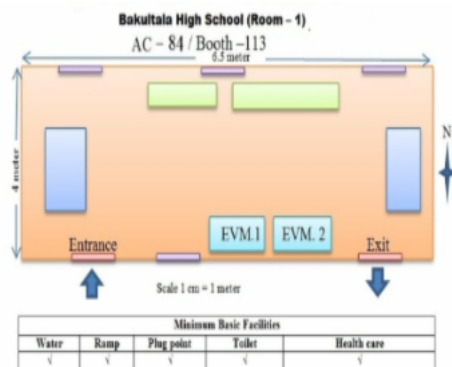 Bakultala High School (Room – 1)
AC – 84 / Booth –113
6.5 meter
4 meter
N
EVM.1 EVM. 2
Entrance Exit
Scale 1 cm = 1 meter
Minimum Basic Facilities
Water Ramp Plug point Toilet Health care
√ √ √ √ √